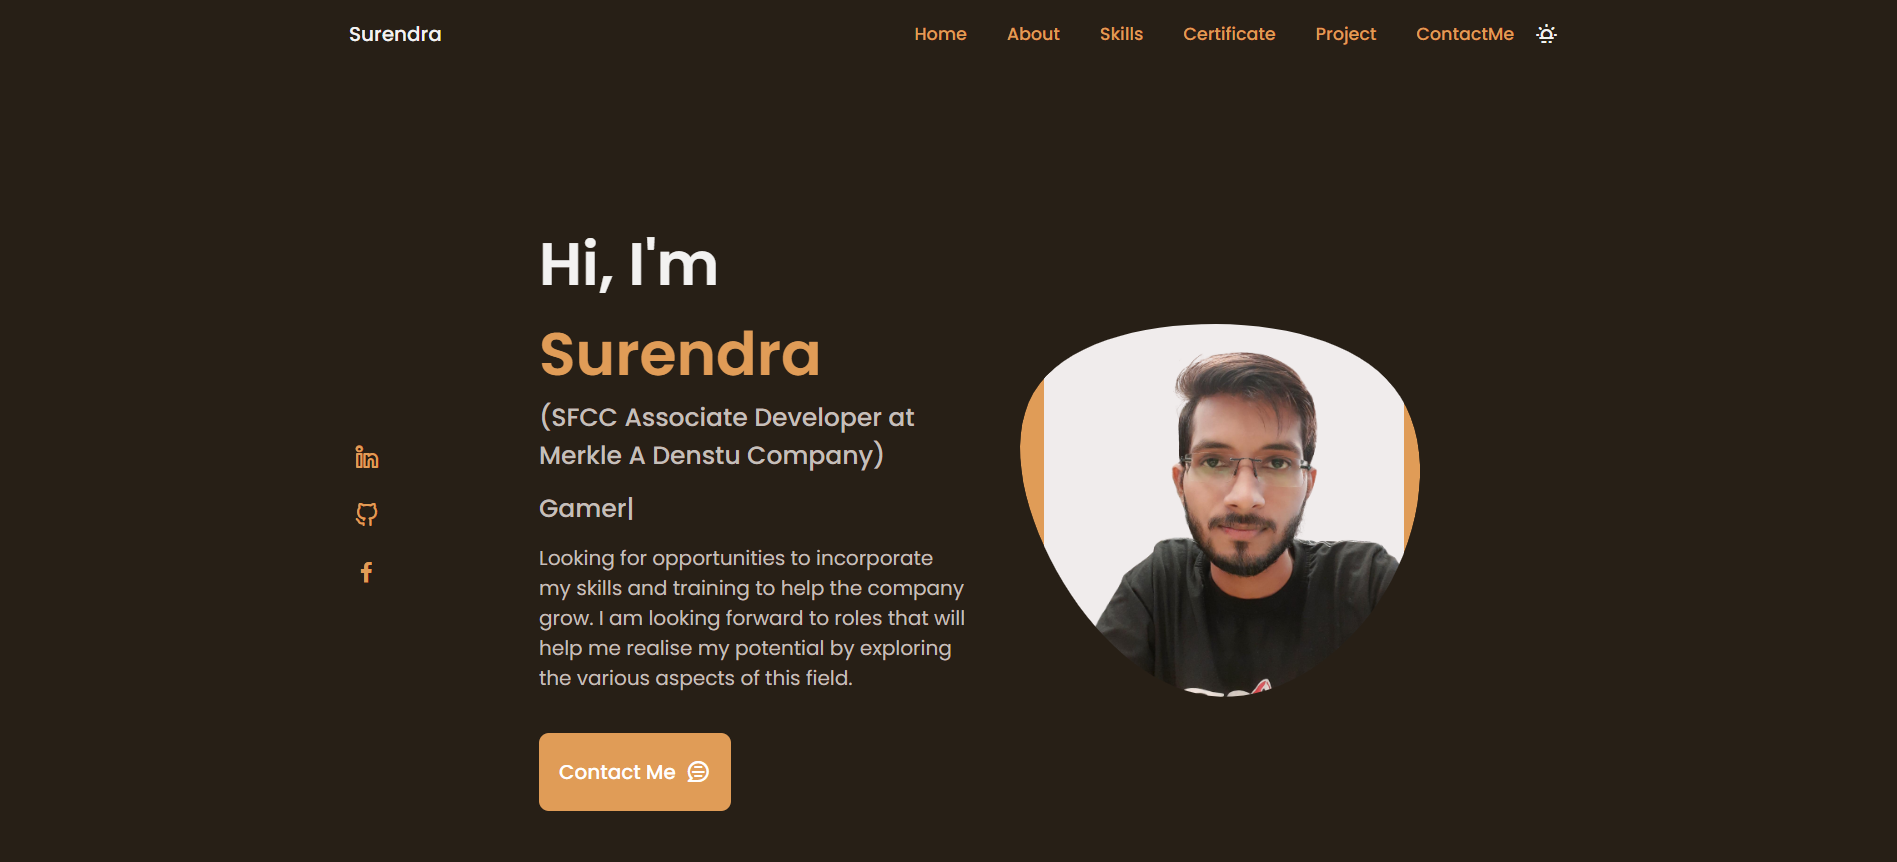 Surendra
Home About Skills Certificate Project ContactMe
Hi, I'm
Surendra
(SFCC Associate Developer at
Merkle A Denstu Company)
Gamer|
Looking for opportunities to incorporate
my skills and training to help the company
grow. I am looking forward to roles that will
help me realise my potential by exploring
the various aspects of this field.
Contact Me